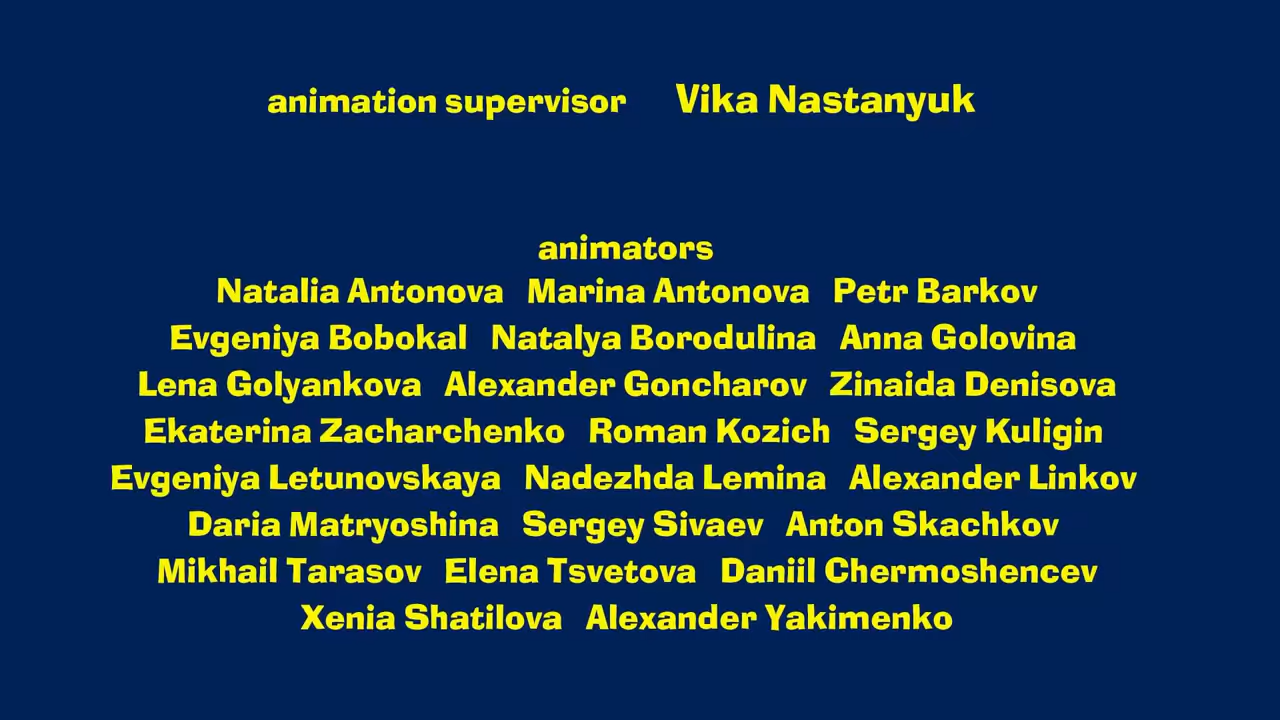 animation supervisor Vika Nastanyuk
animators
Natalia Antonova Marina Antonova Petr Barkov
Evgeniya Bobokal Natalya Borodulina Anna Golovina
Lena Golyankova Alexander Goncharov Zinaida Denisova
Ekaterina Zacharchenko Roman Kozich Sergey Kuligin
Evgeniya Letunovskaya Nadezhda Lemina Alexander Linkov
Daria Matryoshina Sergey Sivaev Anton Skachkov
Mikhail Tarasov Elena Tsvetova Daniil Chermoshencev
Xenia Shatilova Alexander Yakimenko